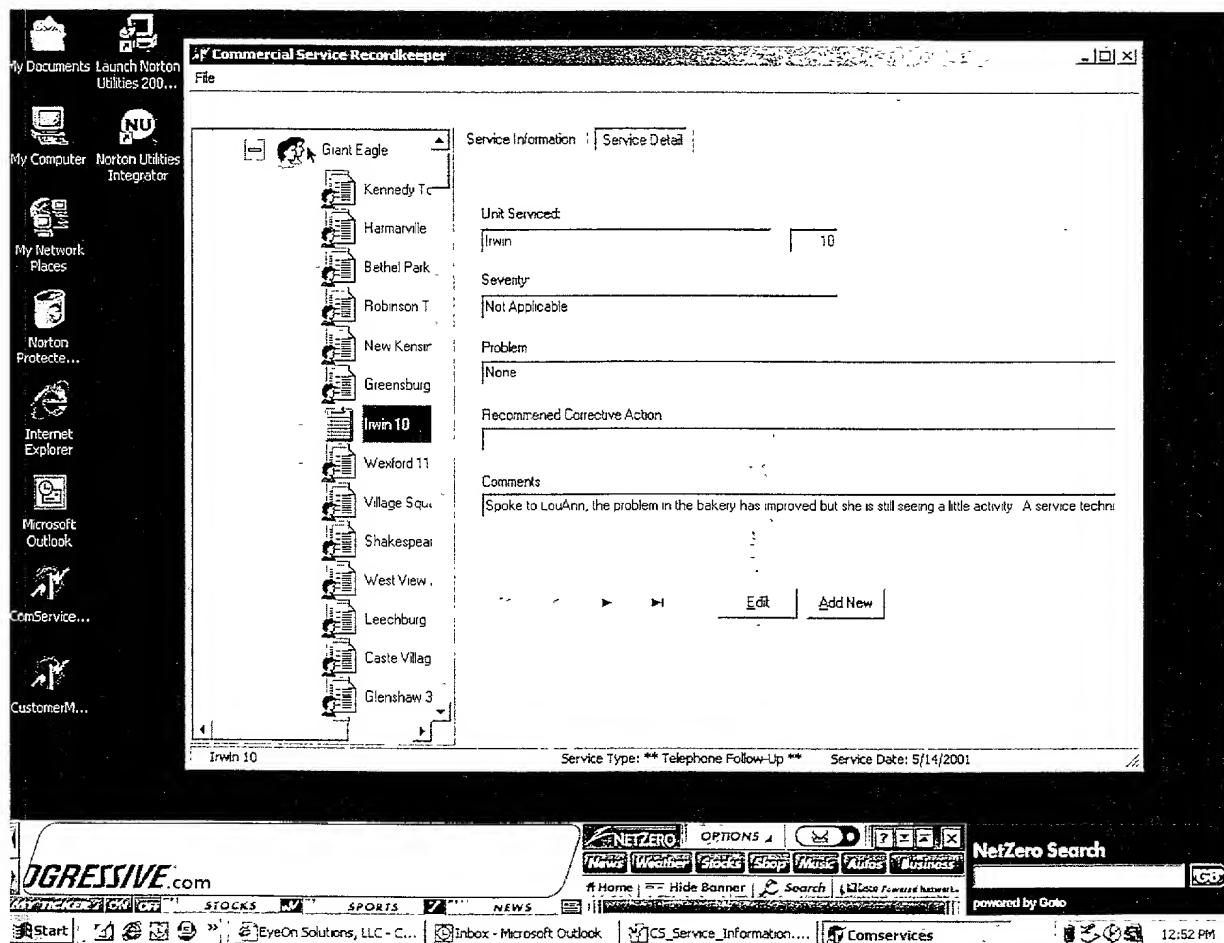 My Documents
Launch Norton
Utilities 200...
My Computer
Norton Utilities
Integrator
My Network
Places
Norton
Protecte...
Internet
Explorer
Microsoft
Outlook
ComService...
CustomerM...
Commercial Service Recordkeeper
File
Giant Eagle
Kennedy To
Harmarville
Bethel Park
Robinson T
New Kensin
Greensburg
Irwin 10
Wexford 11
Village Squa
Shakespear
West View
Leechburg
Caste Villag
Glenshaw 3
Service Information
Service Detail
Unit Serviced:
Irwin
10
Severity
Not Applicable
Problem
None
Recommened Corrective Action
Comments
Spoke to LouAnn, the problem in the bakery has improved but she is still seeing a little activity A service techni
Edit
Add New
Irwin 10
Service Type: ** Telephone Follow-Up **
Service Date: 5/14/2001
OGRESSIVE.com
NETZERO
OPTIONS
News Weather Stocks Shop Music Autos Business
Home
Hide Banner
Search
MY TICKER ON OFF
STOCKS
SPORTS
NEWS
NetZero Search
GO
powered by Goto
Start
EyeOn Solutions, LLC - C...
Inbox - Microsoft Outlook
CS_Service_Information....
Comservices
12:52 PM